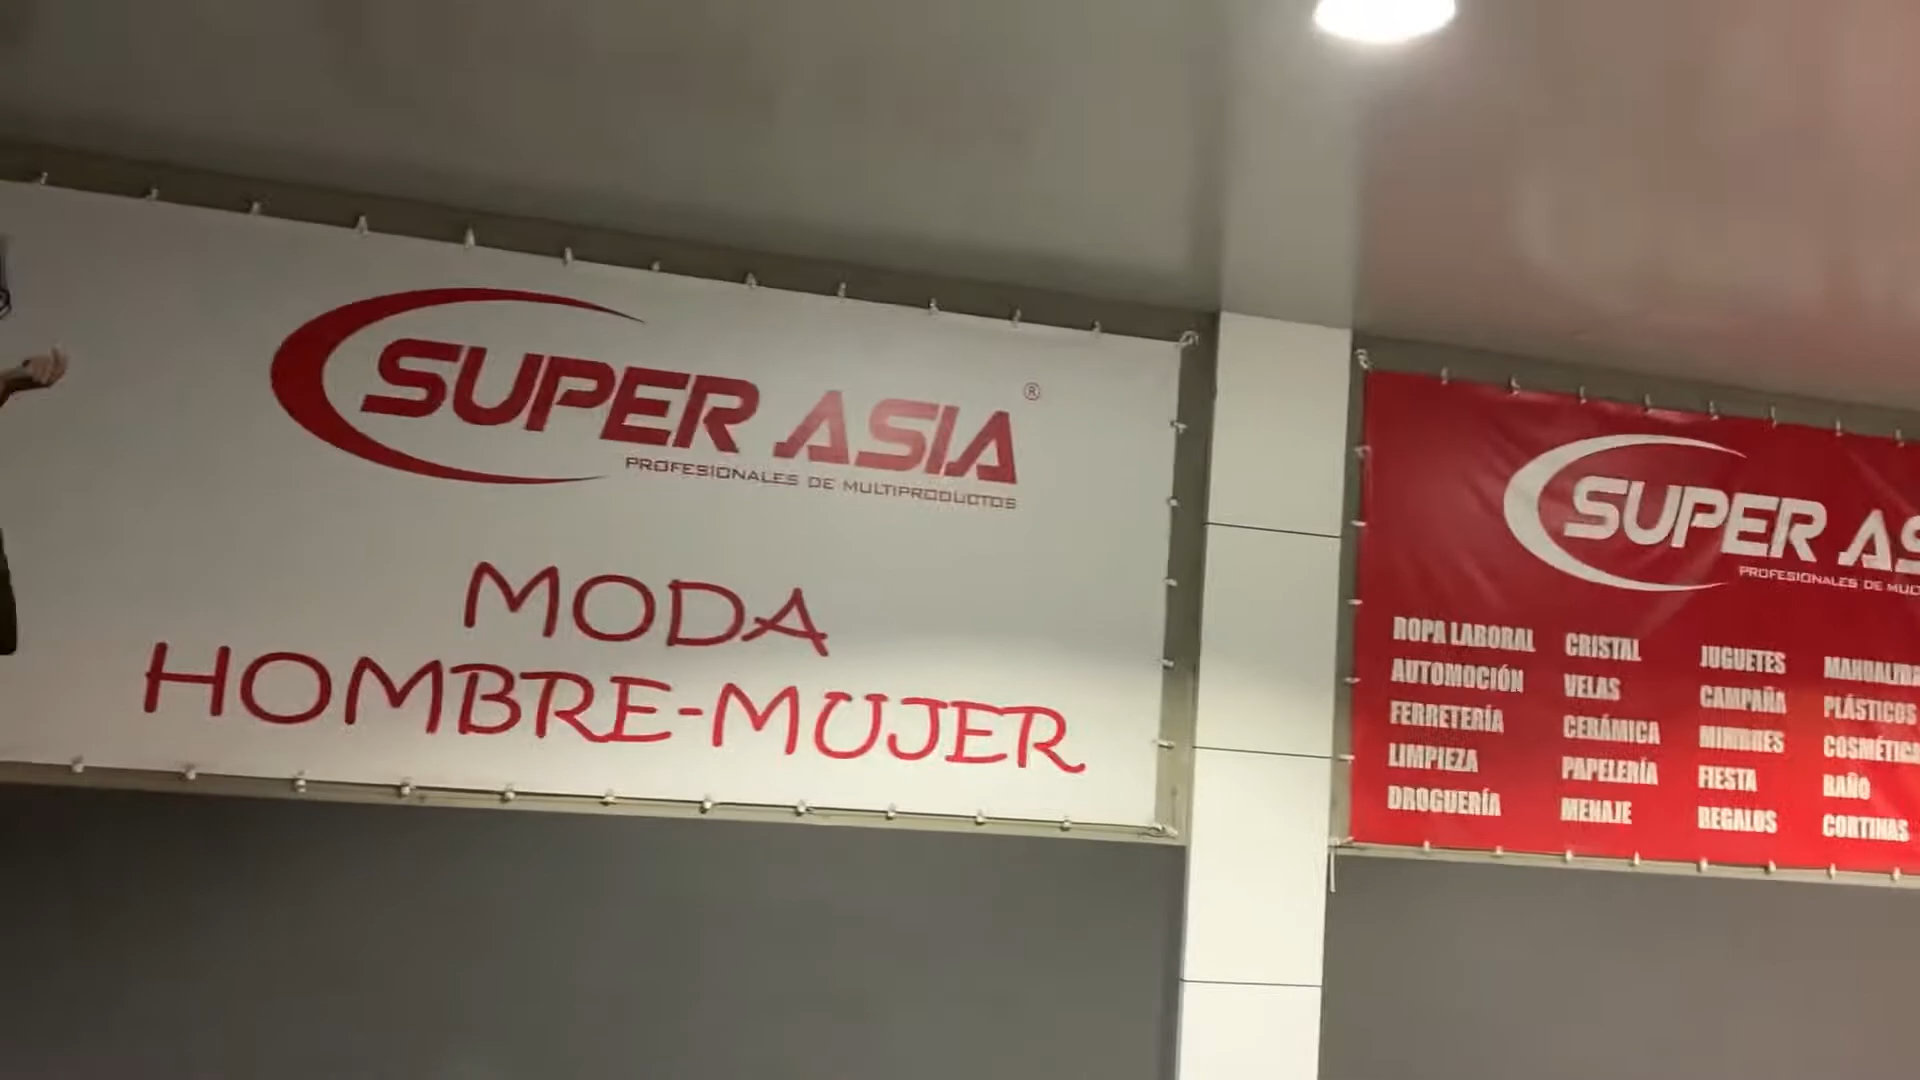 SUPER ASIA ®
PROFESIONALES DE MULTIPRODUCTOS
MODA
HOMBRE-MUJER
SUPER AS
PROFESIONALES DE MULT
ROPA LABORAL
AUTOMOCIÓN
FERRETERÍA
LIMPIEZA
DROGUERÍA
CRISTAL
VELAS
CERÁMICA
PAPELERÍA
MENAJE
JUGUETES
CAMPAÑA
MIMBRES
FIESTA
REGALOS
MANUALIDA
PLÁSTICOS
COSMÉTICA
BAÑO
CORTINAS